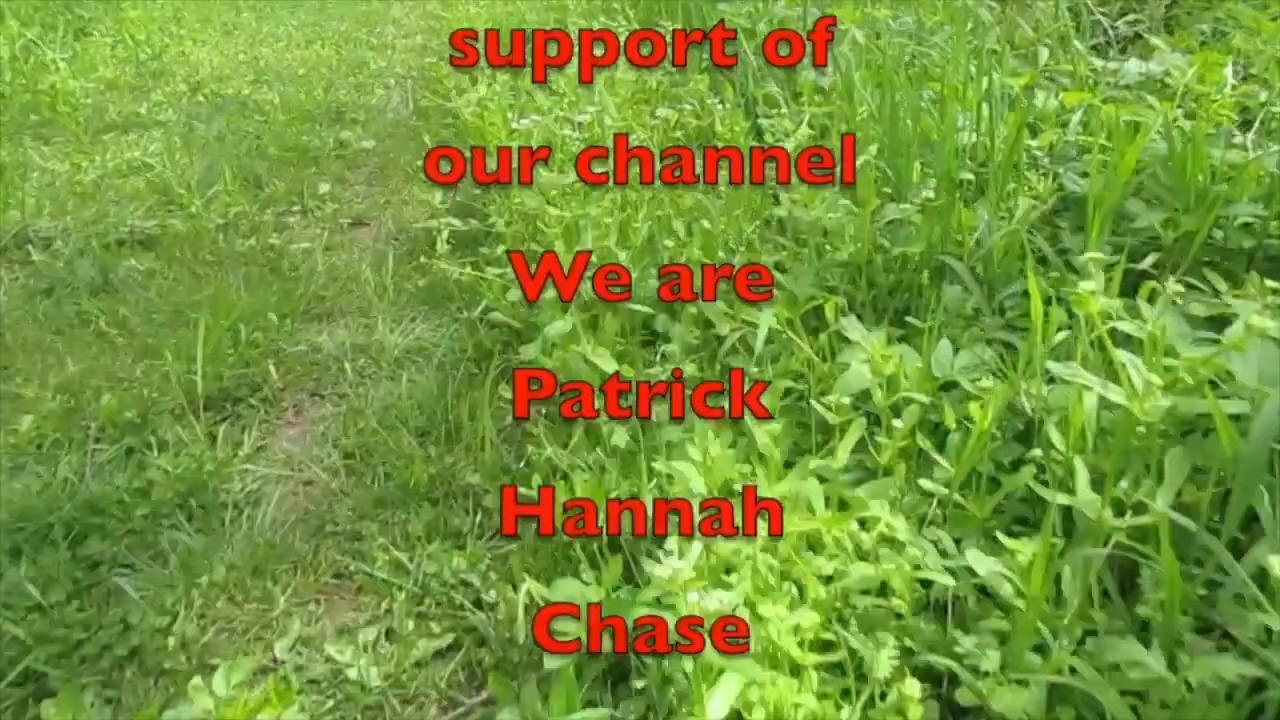 support of
our channel
We are
Patrick
Hannah
Chase